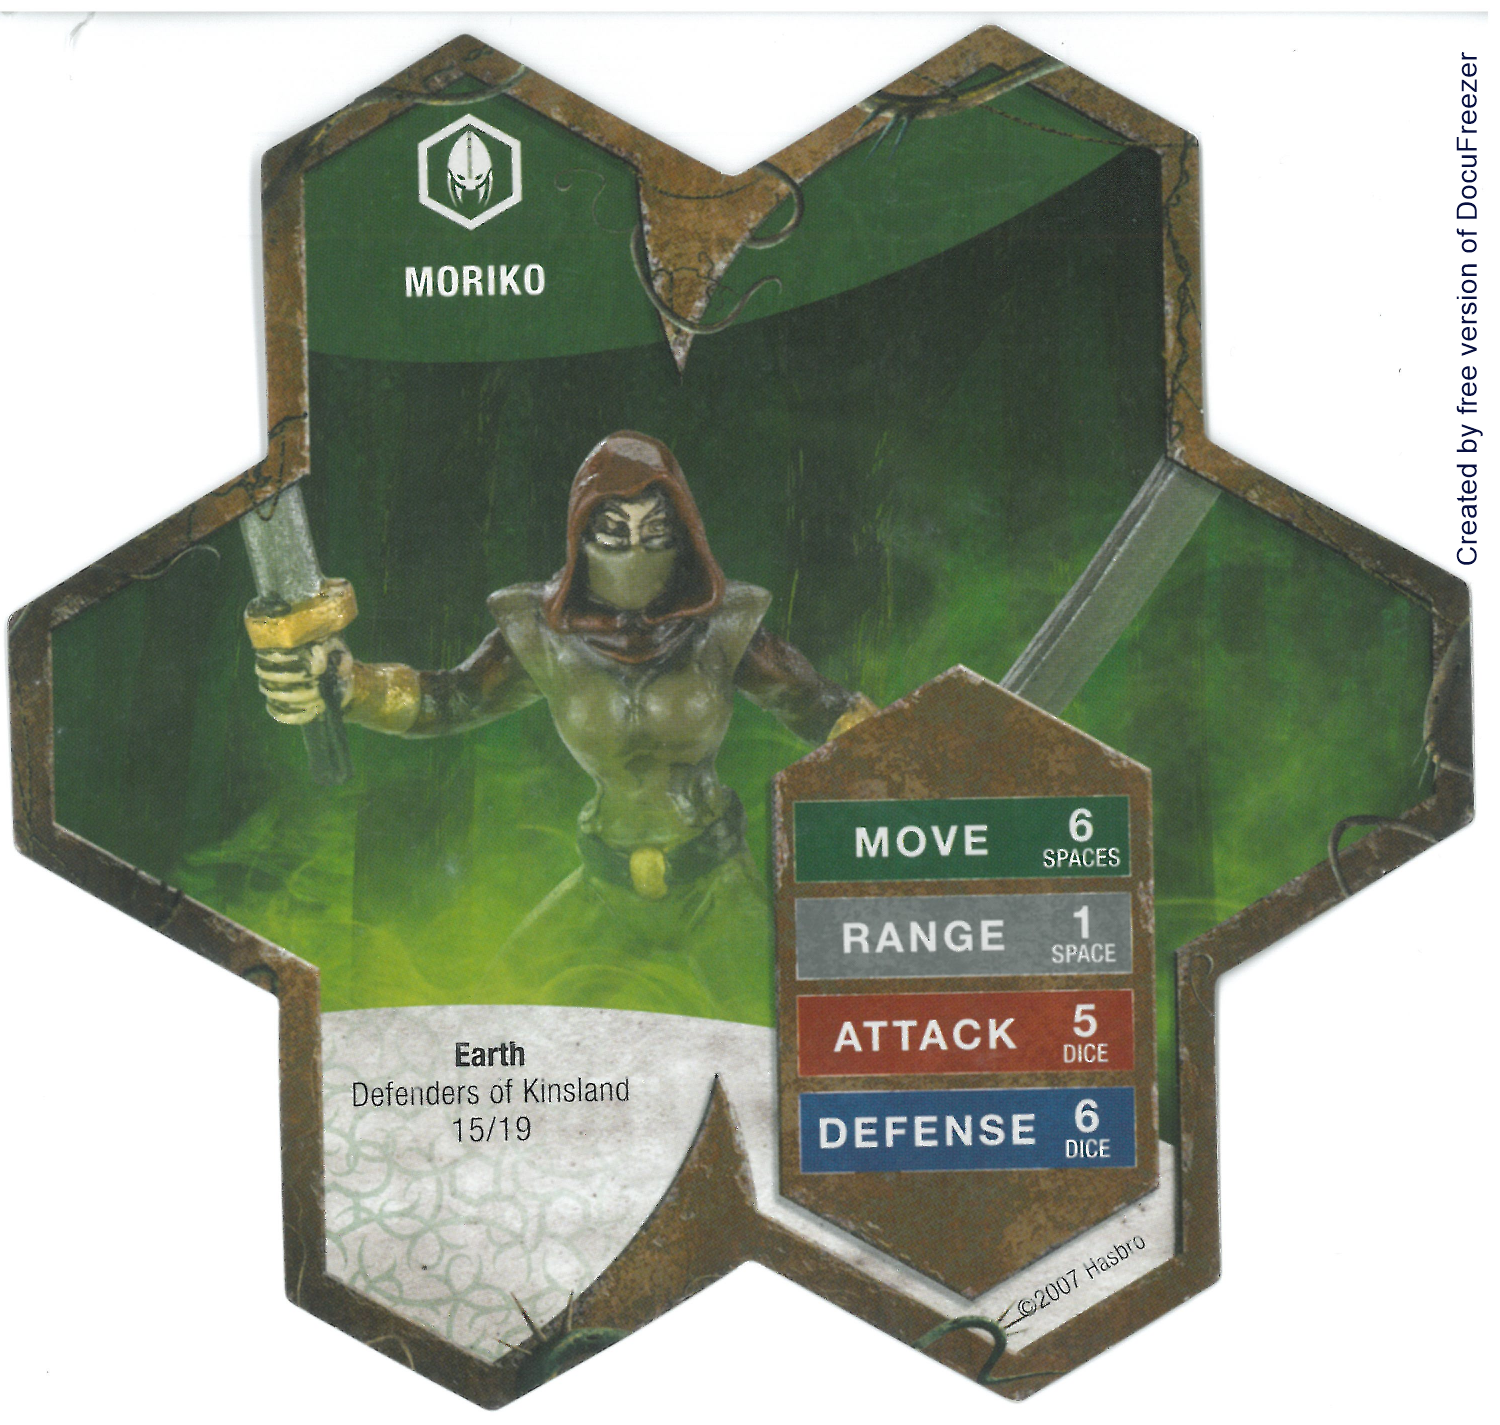 MORIKO
MOVE 6 SPACES
RANGE 1 SPACE
ATTACK 5 DICE
DEFENSE 6 DICE
Earth
Defenders of Kinsland
15/19
©2007 Hasbro
Created by free version of DocuFreezer